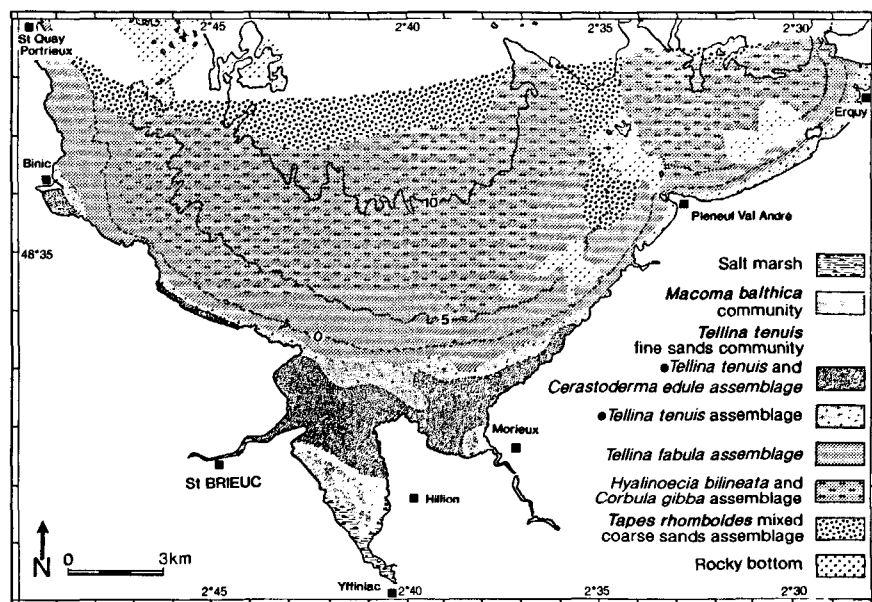 2°45
2°40
2°35
2°30
St Quay
Portrieux
Erquy
Binic
10
Pleneuf Val André
48°35
5
0
Salt marsh
Macoma balthica
community
Tellina tenuis
fine sands community
●Tellina tenuis and
Cerastoderma edule assemblage
●Tellina tenuis assemblage
Tellina fabula assemblage
Hyalinoecia bilineata and
Corbula gibba assemblage
Tapes rhomboides mixed
coarse sands assemblage
Rocky bottom
Morieux
St BRIEUC
Hillion
N
0 3km
Yffiniac
2°45
2°40
2°35
2°30